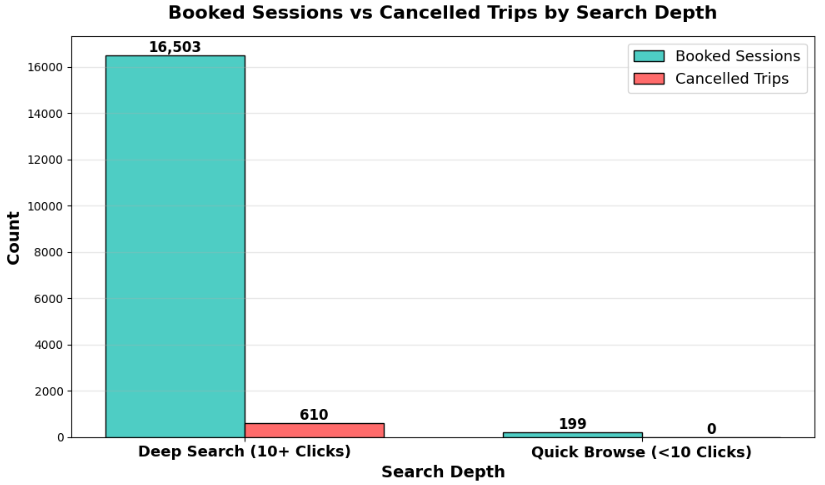 Booked Sessions vs Cancelled Trips by Search Depth
16,503
Booked Sessions
Cancelled Trips
16000
14000
12000
10000
8000
6000
4000
2000
0
Count
610
199
0
Deep Search (10+ Clicks)
Quick Browse (<10 Clicks)
Search Depth